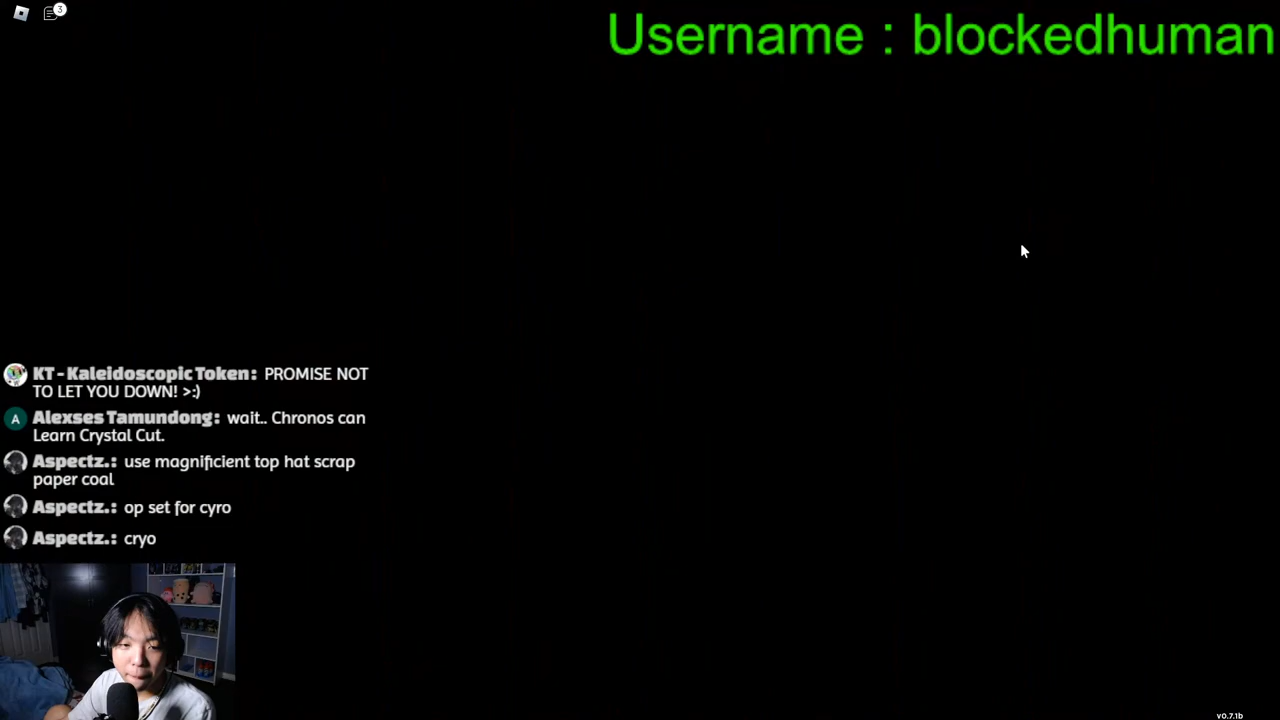 3
Username : blockedhuman
KT - Kaleidoscopic Token : PROMISE NOT
TO LET YOU DOWN! >:)
A
Alexses Tamundong : wait.. Chronos can
Learn Crystal Cut.
Aspectz. : use magnificient top hat scrap
paper coal
Aspectz. : op set for cyro
Aspectz. : cryo
v0.7.1b